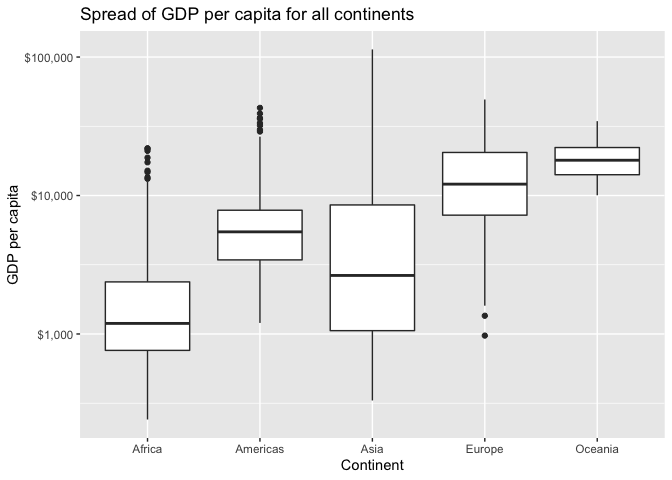 Spread of GDP per capita for all continents
$100,000
$10,000
$1,000
GDP per capita
Africa
Americas
Asia
Europe
Oceania
Continent